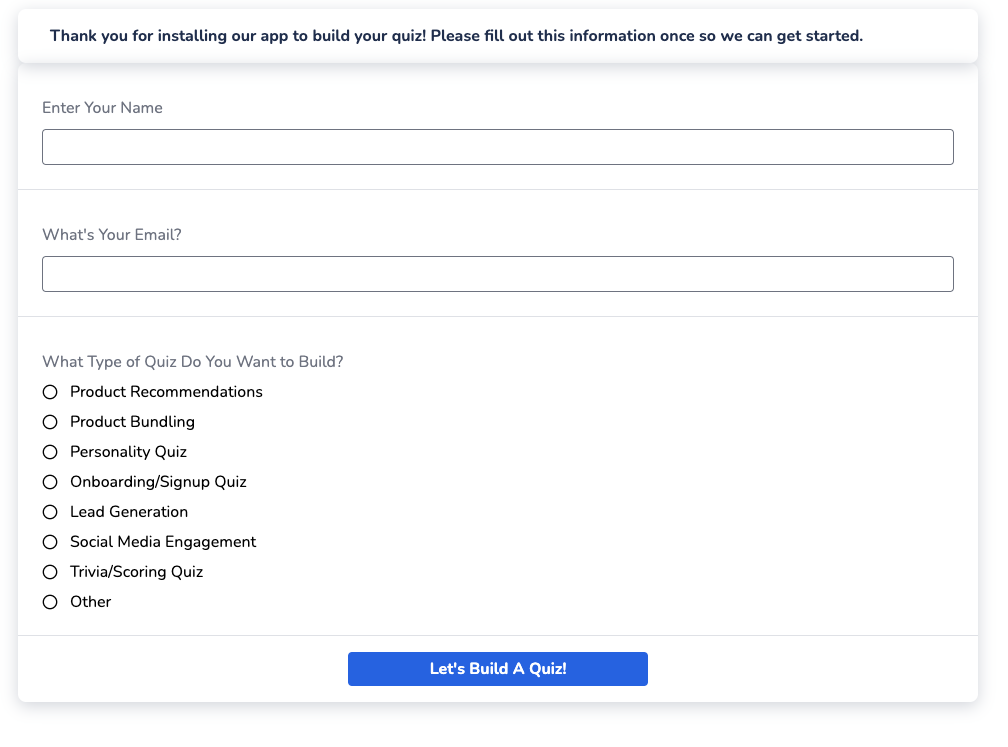 Thank you for installing our app to build your quiz! Please fill out this information once so we can get started.
Enter Your Name
What's Your Email?
What Type of Quiz Do You Want to Build?
Product Recommendations
Product Bundling
Personality Quiz
Onboarding/Signup Quiz
Lead Generation
Social Media Engagement
Trivia/Scoring Quiz
Other
Let's Build A Quiz!